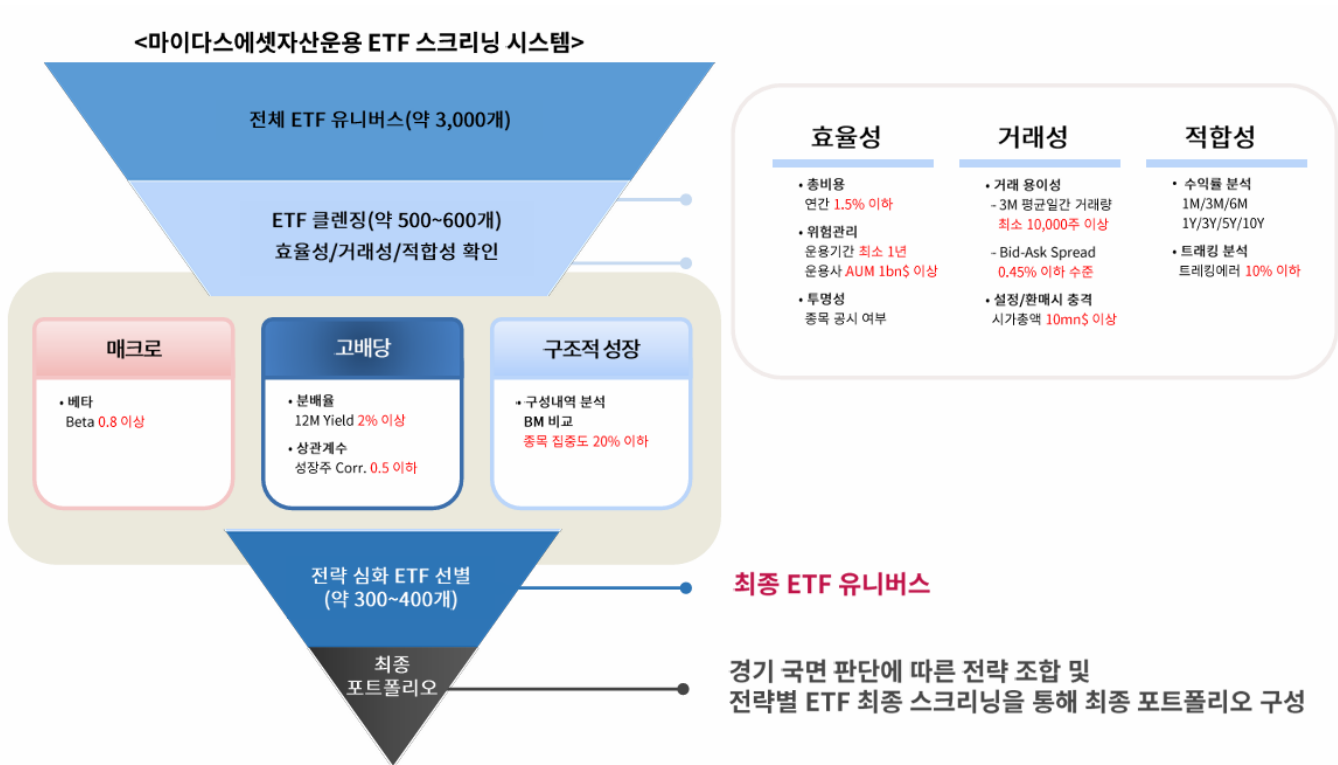 <마이다스에셋자산운용 ETF 스크리닝 시스템>
전체 ETF 유니버스(약 3,000개)
ETF 클렌징(약 500~600개)
효율성/거래성/적합성 확인
효율성
• 총비용
연간 1.5% 이하
• 위험관리
운용기간 최소 1년
운용사 AUM 1bn$ 이상
• 투명성
종목 공시 여부
거래성
• 거래 용이성
- 3M 평균일간 거래량
최소 10,000주 이상
- Bid-Ask Spread
0.45% 이하 수준
• 설정/환매시 충격
시가총액 10mn$ 이상
적합성
• 수익률 분석
1M/3M/6M
1Y/3Y/5Y/10Y
• 트래킹 분석
트레킹에러 10% 이하
매크로
• 베타
Beta 0.8 이상
고배당
• 분배율
12M Yield 2% 이상
• 상관계수
성장주 Corr. 0.5 이하
구조적 성장
• 구성내역 분석
BM 비교
종목 집중도 20% 이하
전략 심화 ETF 선별
(약 300~400개)
최종 ETF 유니버스
최종
포트폴리오
경기 국면 판단에 따른 전략 조합 및
전략별 ETF 최종 스크리닝을 통해 최종 포트폴리오 구성